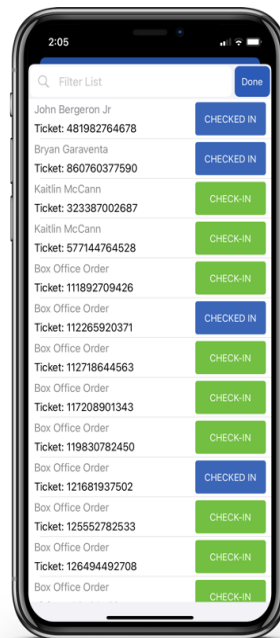 2:05
Filter List
Done
John Bergeron Jr
Ticket: 481982764678
CHECKED IN
Bryan Garaventa
Ticket: 860760377590
CHECKED IN
Kaitlin McCann
Ticket: 323387002687
CHECK-IN
Kaitlin McCann
Ticket: 577144764528
CHECK-IN
Box Office Order
Ticket: 111892709426
CHECK-IN
Box Office Order
Ticket: 112265920371
CHECKED IN
Box Office Order
Ticket: 112718644563
CHECK-IN
Box Office Order
Ticket: 117208901343
CHECK-IN
Box Office Order
Ticket: 119830782450
CHECK-IN
Box Office Order
Ticket: 121681937502
CHECKED IN
Box Office Order
Ticket: 125552782533
CHECK-IN
Box Office Order
Ticket: 126494492708
CHECK-IN
Box Office Order
CHECK-IN